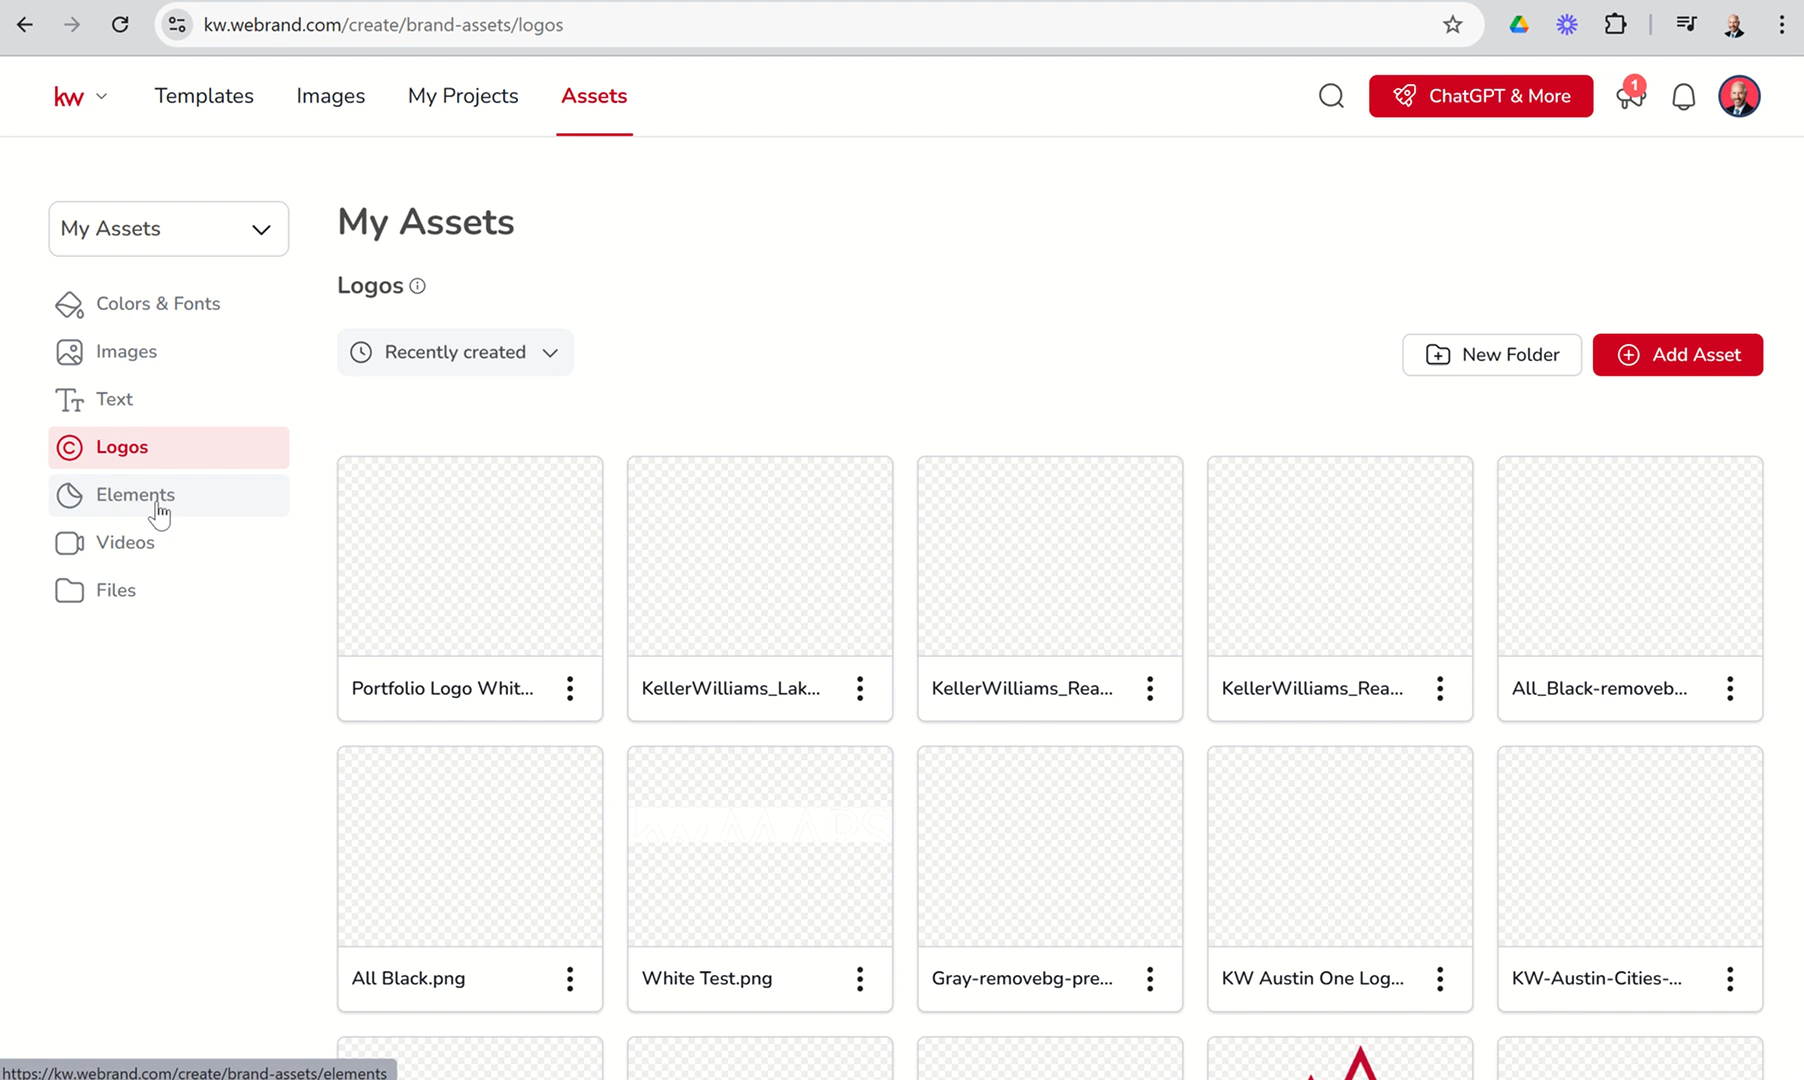 kw.webrand.com/create/brand-assets/logos
kw
Templates
Images
My Projects
Assets
ChatGPT & More
1
My Assets
My Assets
Logos
Colors & Fonts
Images
Text
Logos
Elements
Videos
Files
Recently created
New Folder
Add Asset
Portfolio Logo Whit...
KellerWilliams_Lak...
KellerWilliams_Rea...
KellerWilliams_Rea...
All_Black-removeb...
All Black.png
White Test.png
Gray-removebg-pre...
KW Austin One Log...
KW-Austin-Cities-...
https://kw.webrand.com/create/brand-assets/elements